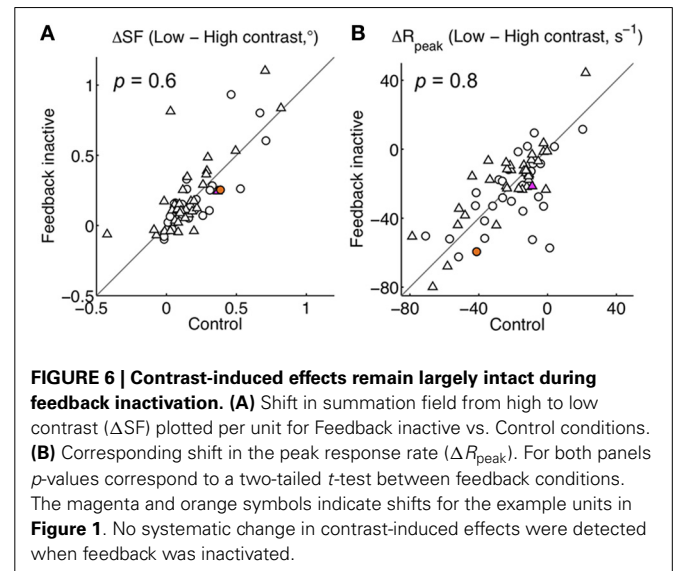 A
ΔSF (Low – High contrast,°)
p = 0.6
Feedback inactive
1
0.5
0
−0.5
−0.5
0
0.5
1
Control
B
ΔRpeak (Low – High contrast, s⁻¹)
p = 0.8
Feedback inactive
40
0
−40
−80
−80
−40
0
40
Control
FIGURE 6 | Contrast-induced effects remain largely intact during
feedback inactivation. (A) Shift in summation field from high to low
contrast (ΔSF) plotted per unit for Feedback inactive vs. Control conditions.
(B) Corresponding shift in the peak response rate (ΔRpeak). For both panels
p-values correspond to a two-tailed t-test between feedback conditions.
The magenta and orange symbols indicate shifts for the example units in
Figure 1. No systematic change in contrast-induced effects were detected
when feedback was inactivated.